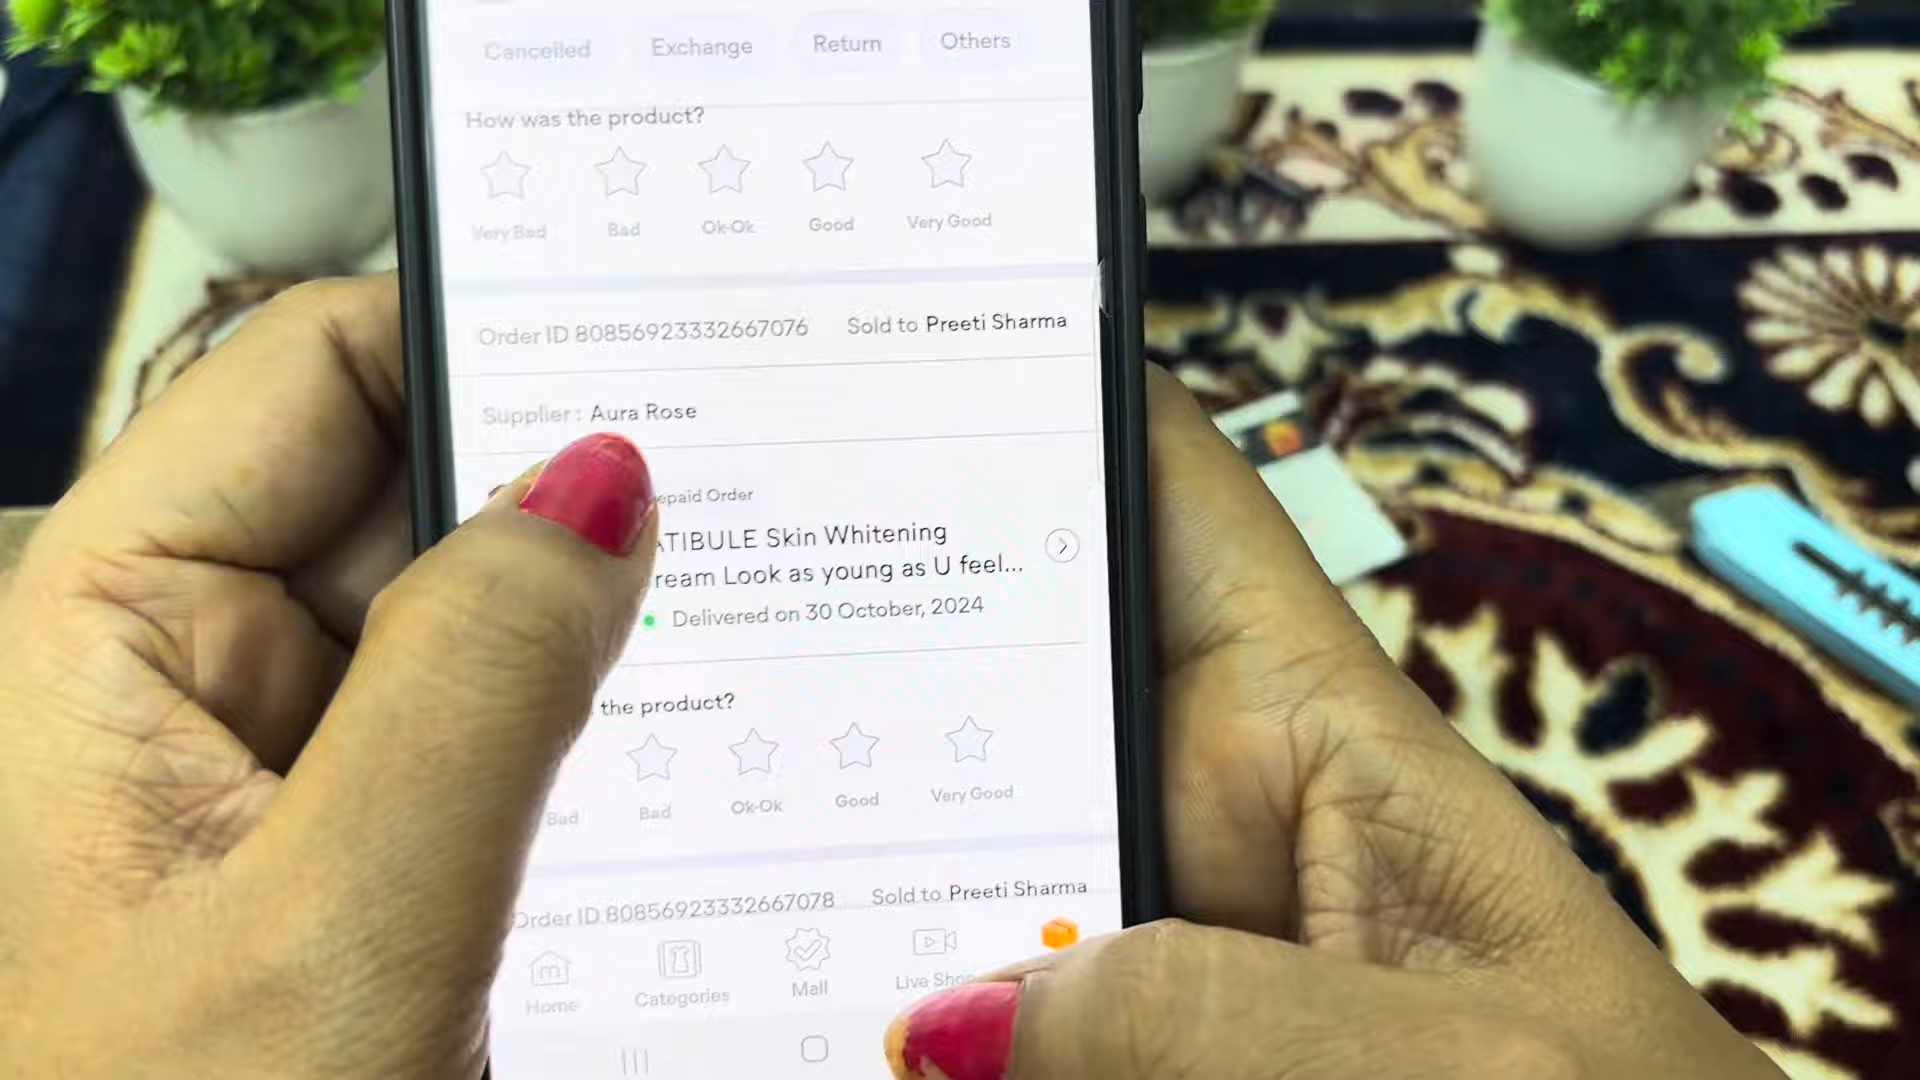 Cancelled Exchange Return Others
How was the product?
Very Bad Bad Ok-Ok Good Very Good
Order ID 80856923332667076 Sold to Preeti Sharma
Supplier : Aura Rose
epaid Order
ATIBULE Skin Whitening
ream Look as young as U feel...
Delivered on 30 October, 2024
the product?
Bad Bad Ok-Ok Good Very Good
Order ID 80856923332667078 Sold to Preeti Sharma
Home Categories Mall Live Shop